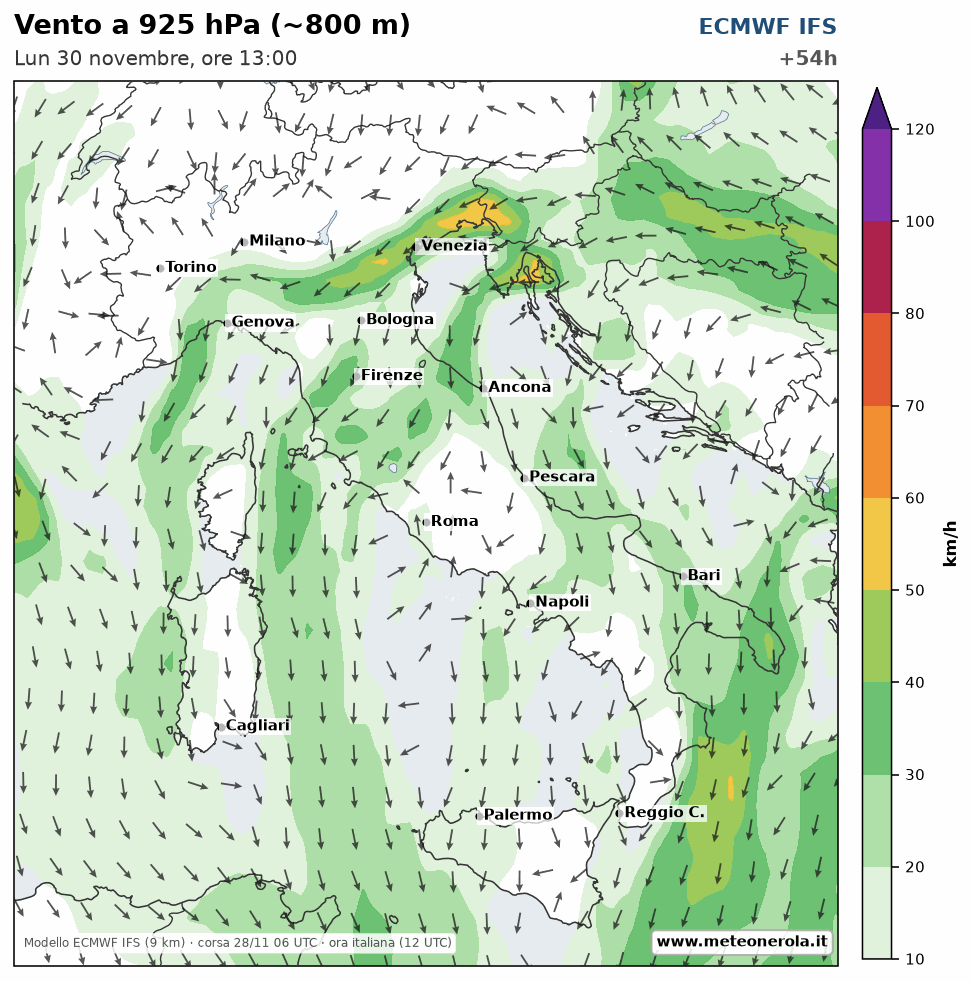 Vento a 925 hPa (~800 m)
ECMWF IFS
Lun 30 novembre, ore 13:00
+54h
Milano
Venezia
Torino
Genova
Bologna
Firenze
Ancona
Pescara
Roma
Bari
Napoli
Cagliari
Palermo
Reggio C.
120
100
80
70
60
50
40
30
20
10
km/h
Modello ECMWF IFS (9 km) · corsa 28/11 06 UTC · ora italiana (12 UTC)
www.meteonerola.it